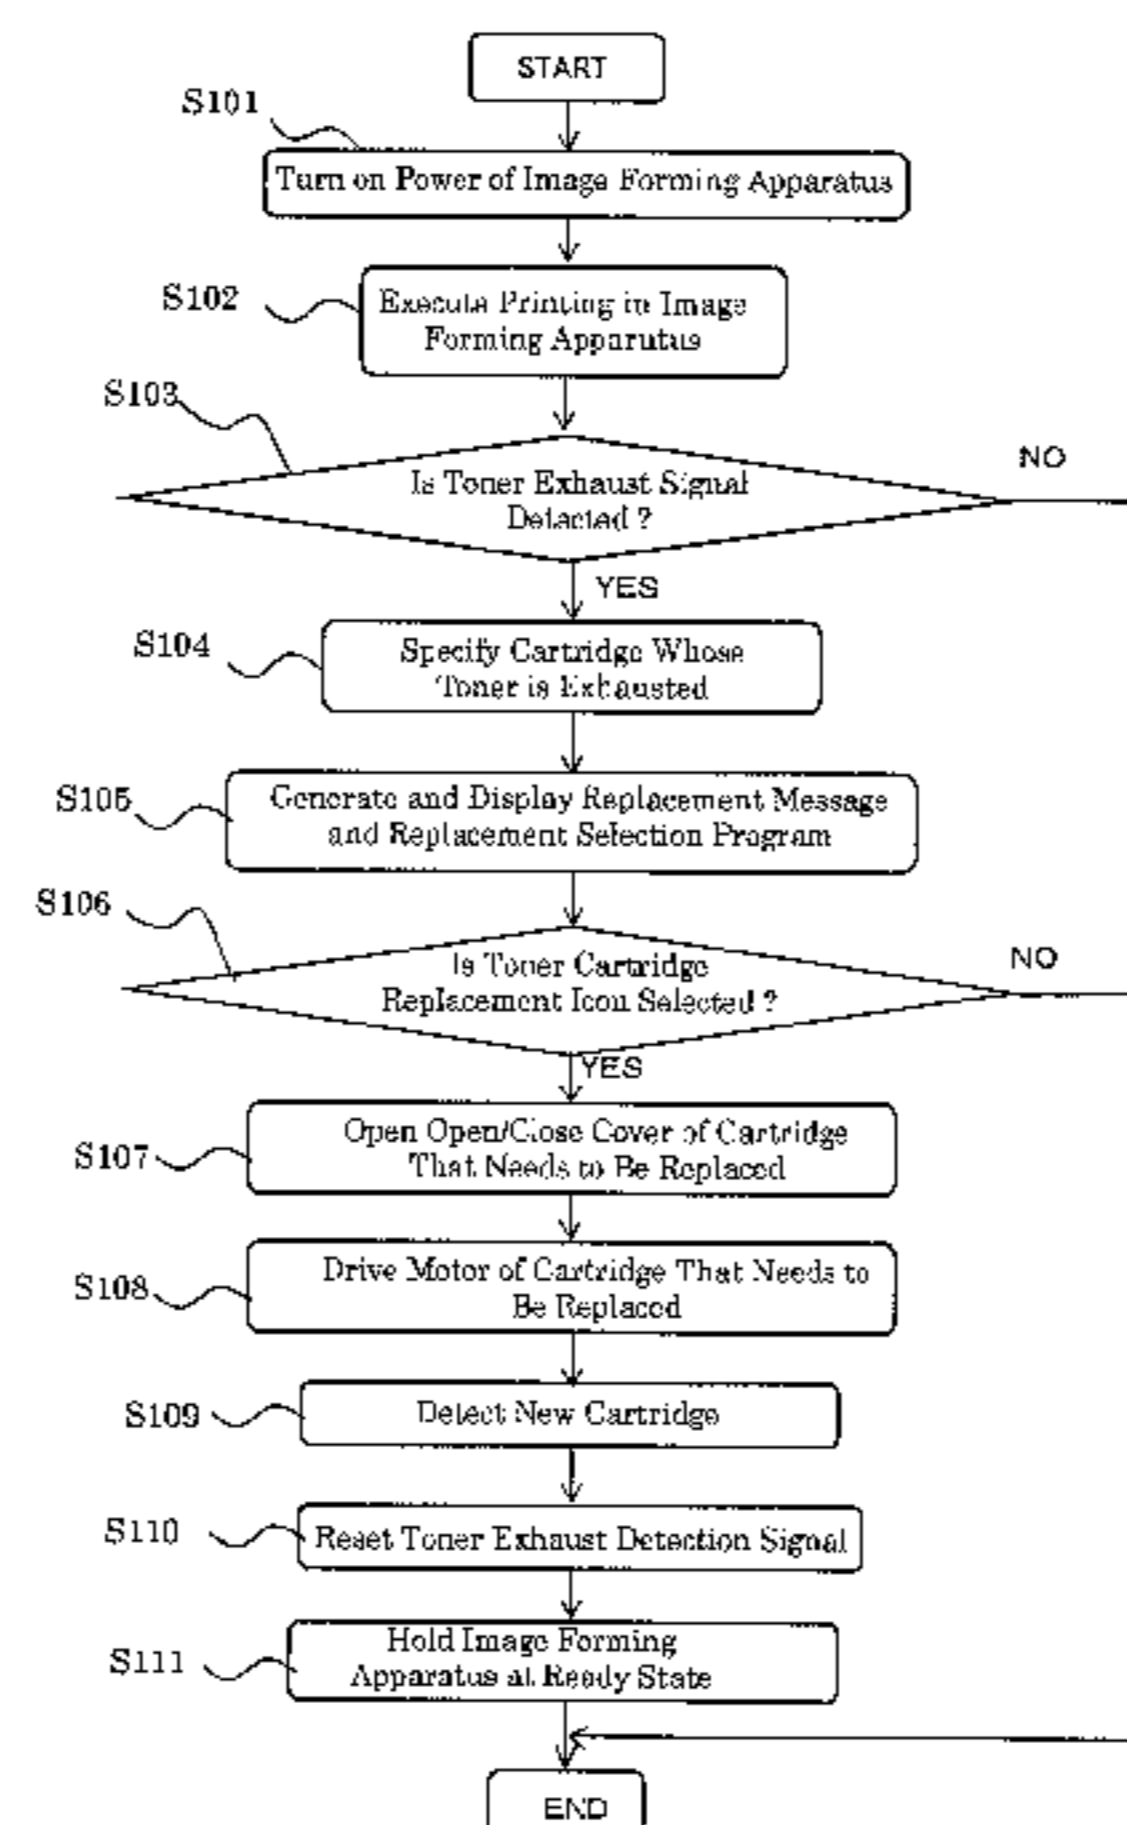 START
S101
Turn on Power of Image Forming Apparatus
S102
Execute Printing in Image
Forming Apparutus
S103
NO
Is Toner Exhaust Signal
Detected ?
YES
S104
Specify Cartridge Whose
Toner is Exhausted
S105
Generate and Display Replacement Message
and Replacement Selection Program
S106
NO
Is Toner Cartridge
Replacement Icon Selected ?
YES
S107
Open Open/Close Cover of Cartridge
That Needs to Be Replaced
S108
Drive Motor of Cartridge That Needs to
Be Replaced
S109
Detect New Cartridge
S110
Reset Toner Exhaust Detection Signal
S111
Hold Image Forming
Apparatus at Ready State
END